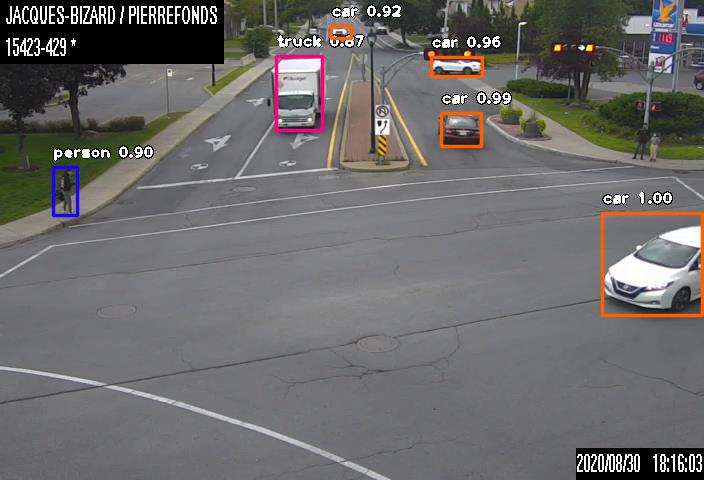 JACQUES-BIZARD / PIERREFONDS
15423-429 *
car 0.92
truck 0.87
car 0.96
car 0.99
person 0.90
car 1.00
2020/08/30 18:16:03